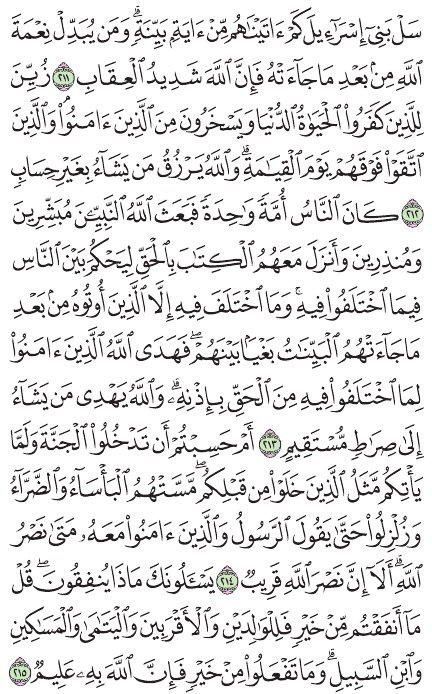 سَلْ بَنِىٓ إِسْرَٰٓءِيلَ كَمْ ءَاتَيْنَٰهُم مِّنْ ءَايَةٍۭ بَيِّنَةٍۗ وَمَن يُبَدِّلْ نِعْمَةَ
ٱللَّهِ مِنۢ بَعْدِ مَا جَآءَتْهُ فَإِنَّ ٱللَّهَ شَدِيدُ ٱلْعِقَابِ ٢١١ زُيِّنَ
لِلَّذِينَ كَفَرُوا۟ ٱلْحَيَوٰةُ ٱلدُّنْيَا وَيَسْخَرُونَ مِنَ ٱلَّذِينَ ءَامَنُوا۟ۘ وَٱلَّذِينَ
ٱتَّقَوْا۟ فَوْقَهُمْ يَوْمَ ٱلْقِيَٰمَةِۗ وَٱللَّهُ يَرْزُقُ مَن يَشَآءُ بِغَيْرِ حِسَابٍ
٢١٢ كَانَ ٱلنَّاسُ أُمَّةً وَٰحِدَةً فَبَعَثَ ٱللَّهُ ٱلنَّبِيِّـۧنَ مُبَشِّرِينَ
وَمُنذِرِينَ وَأَنزَلَ مَعَهُمُ ٱلْكِتَٰبَ بِٱلْحَقِّ لِيَحْكُمَ بَيْنَ ٱلنَّاسِ
فِيمَا ٱخْتَلَفُوا۟ فِيهِۚ وَمَا ٱخْتَلَفَ فِيهِ إِلَّا ٱلَّذِينَ أُوتُوهُ مِنۢ بَعْدِ
مَا جَآءَتْهُمُ ٱلْبَيِّنَٰتُ بَغْيًۢا بَيْنَهُمْۖ فَهَدَى ٱللَّهُ ٱلَّذِينَ ءَامَنُوا۟
لِمَا ٱخْتَلَفُوا۟ فِيهِ مِنَ ٱلْحَقِّ بِإِذْنِهِۦۗ وَٱللَّهُ يَهْدِى مَن يَشَآءُ
إِلَىٰ صِرَٰطٍ مُّسْتَقِيمٍ ٢١٣ أَمْ حَسِبْتُمْ أَن تَدْخُلُوا۟ ٱلْجَنَّةَ وَلَمَّا
يَأْتِكُم مَّثَلُ ٱلَّذِينَ خَلَوْا۟ مِن قَبْلِكُمۖ مَّسَّتْهُمُ ٱلْبَأْسَآءُ وَٱلضَّرَّآءُ
وَزُلْزِلُوا۟ حَتَّىٰ يَقُولَ ٱلرَّسُولُ وَٱلَّذِينَ ءَامَنُوا۟ مَعَهُۥ مَتَىٰ نَصْرُ
ٱللَّهِۗ أَلَآ إِنَّ نَصْرَ ٱللَّهِ قَرِيبٌ ٢١٤ يَسْـَٔلُونَكَ مَاذَا يُنفِقُونَۖ قُلْ
مَآ أَنفَقْتُم مِّنْ خَيْرٍ فَلِلْوَٰلِدَيْنِ وَٱلْأَقْرَبِينَ وَٱلْيَتَٰمَىٰ وَٱلْمَسَٰكِينِ
وَٱبْنِ ٱلسَّبِيلِۗ وَمَا تَفْعَلُوا۟ مِنْ خَيْرٍ فَإِنَّ ٱللَّهَ بِهِۦ عَلِيمٌ ٢١٥